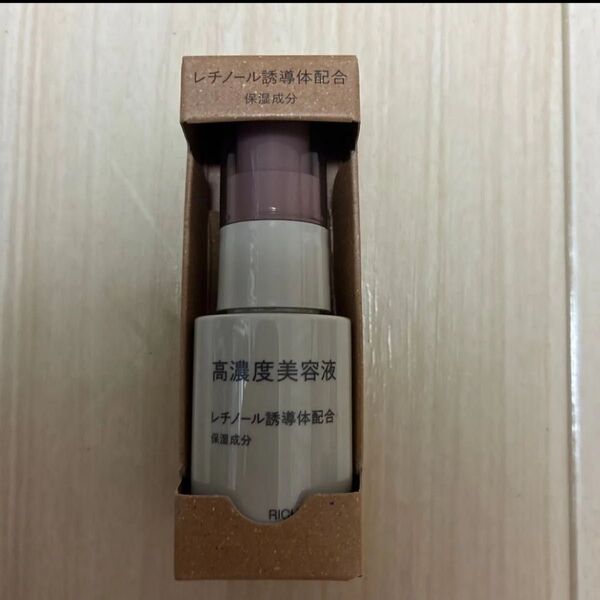 レチノール誘導体配合
保湿成分
高濃度美容液
レチノール誘導体配合
保湿成分